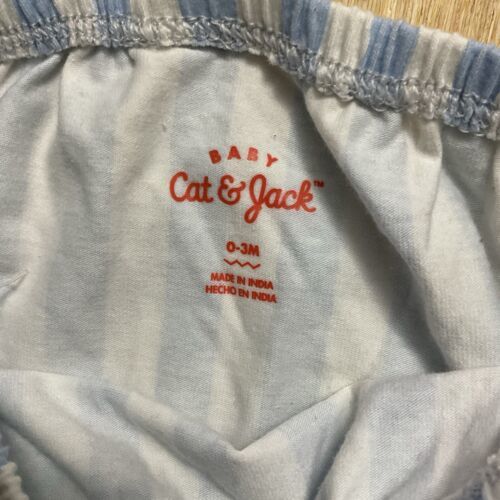 BABY
Cat & Jack™
0-3M
MADE IN INDIA
HECHO EN INDIA